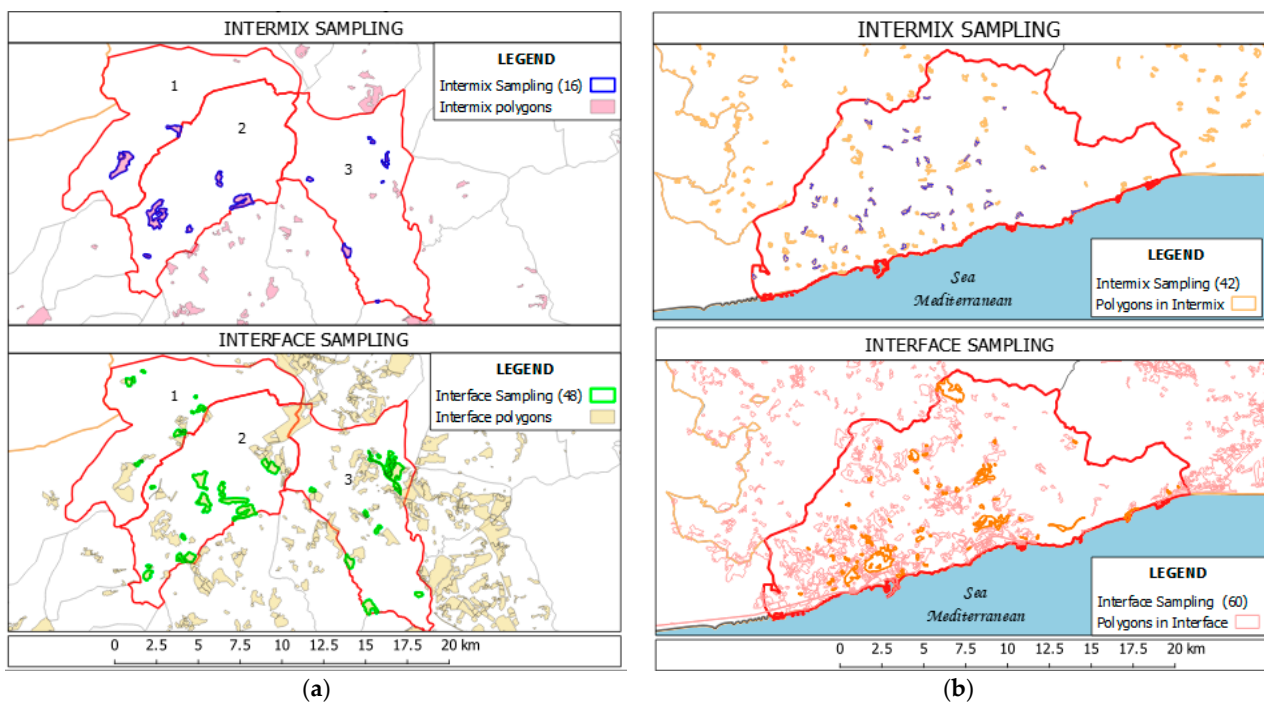 INTERMIX SAMPLING
LEGEND
Intermix Sampling (16)
Intermix polygons
1
2
3
INTERFACE SAMPLING
LEGEND
Interface Sampling (48)
Interface polygons
1
2
3
0 2.5 5 7.5 10 12.5 15 17.5 20 km
(a)
INTERMIX SAMPLING
Sea
Mediterranean
LEGEND
Intermix Sampling (42)
Polygons in Intermix
INTERFACE SAMPLING
Sea
Mediterranean
LEGEND
Interface Sampling (60)
Polygons in Interface
0 2.5 5 7.5 10 12.5 15 17.5 20 km
(b)